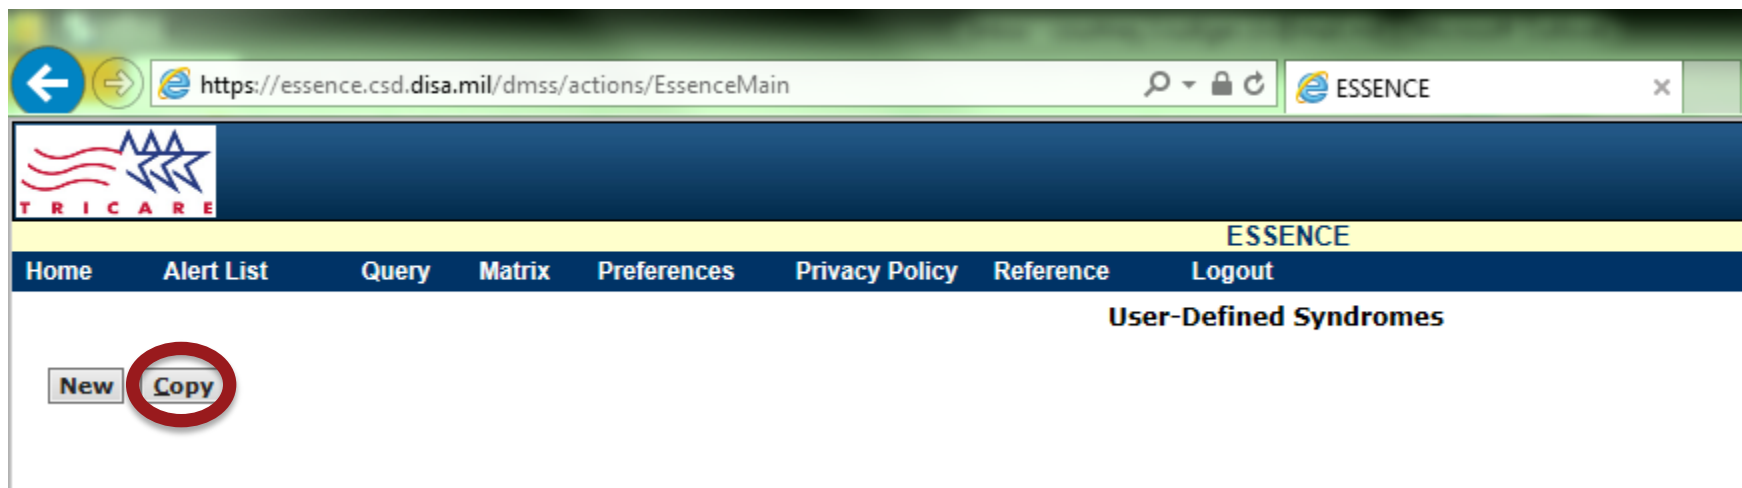 https://essence.csd.disa.mil/dmss/actions/EssenceMain
ESSENCE
TRICARE
ESSENCE
Home Alert List Query Matrix Preferences Privacy Policy Reference Logout
User-Defined Syndromes
New Copy